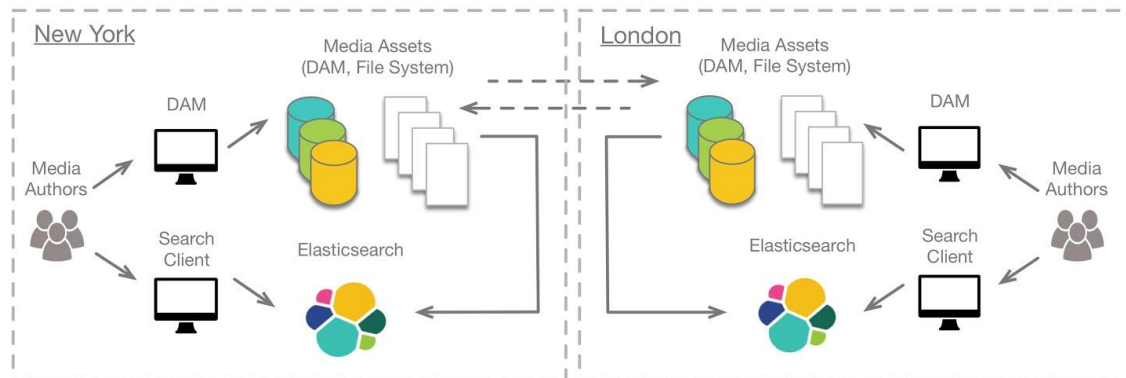 New York
Media Assets
(DAM, File System)
DAM
Media
Authors
Search
Client
Elasticsearch
London
Media Assets
(DAM, File System)
DAM
Media
Authors
Elasticsearch
Search
Client